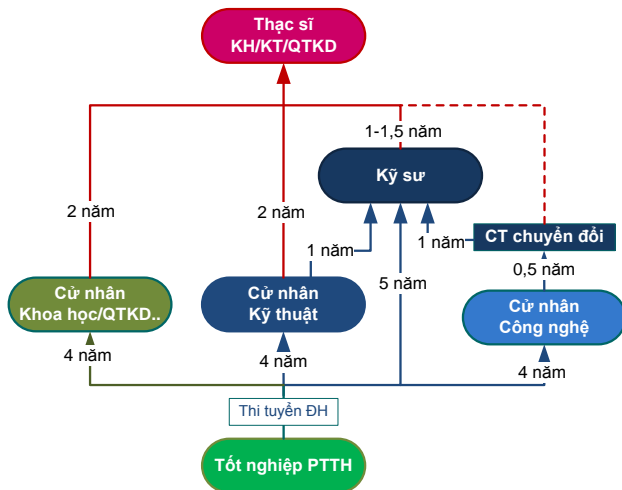 Thạc sĩ
KH/KT/QTKD
1-1,5 năm
Kỹ sư
2 năm
2 năm
1 năm
1 năm
CT chuyển đổi
5 năm
0,5 năm
Cử nhân
Khoa học/QTKD..
Cử nhân
Kỹ thuật
Cử nhân
Công nghệ
4 năm
4 năm
4 năm
Thi tuyển ĐH
Tốt nghiệp PTTH